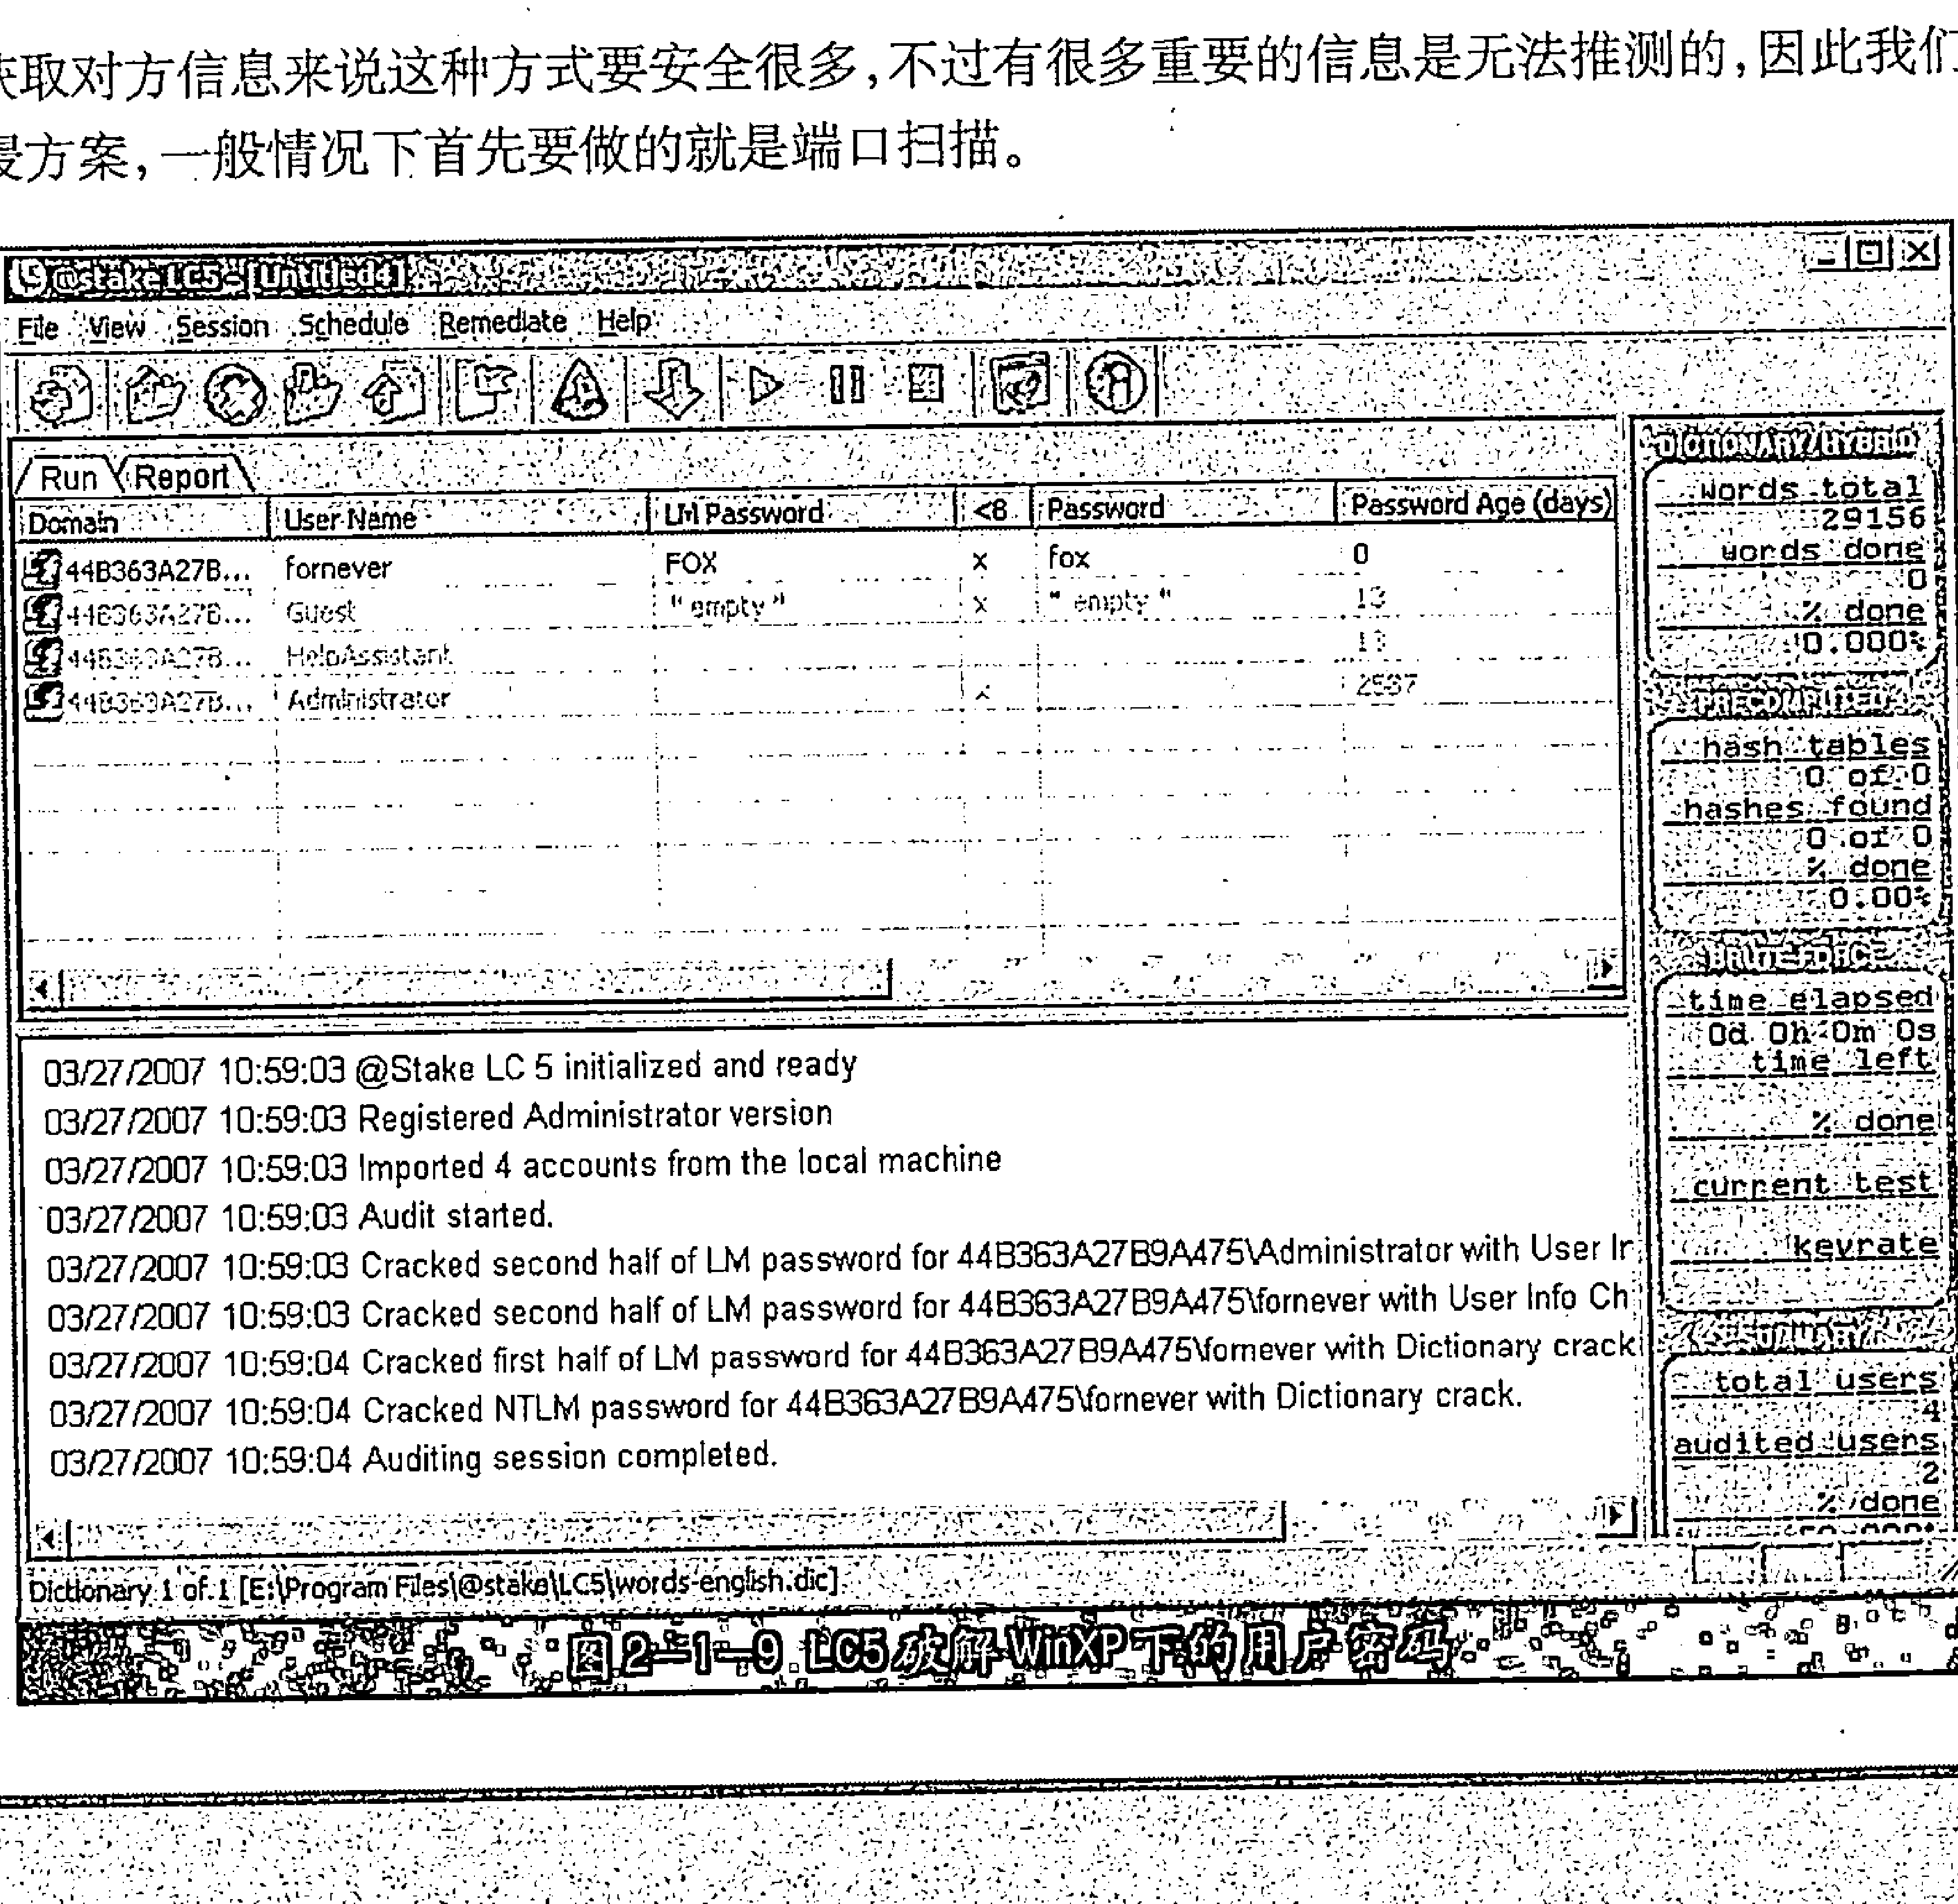 取对方信息来说这种方式要安全很多,不过有很多重要的信息是无法推测的,因此我们
方案,一般情况下首先要做的就是端口扫描。
@stake LC5 - [Untitled4]
File View Session Schedule Remediate Help
Run Report
Domain User Name LM Password <8 Password Password Age (days)
44B363A27B... fornever FOX x fox 0
44B363A27B... Guest " empty " x " empty " 13
44B363A27B... HelpAssistant 13
44B363A27B... Administrator x
DICTIONARY/HYBRID
words total
29156
words done
0
% done
0.000%
PRECOMPUTED
hash tables
0 of 0
hashes found
0 of 0
% done
0.00%
BRUTE FORCE
time elapsed
0d 0h 0m 0s
time left
% done
current test
keyrate
SUMMARY
total users
4
audited users
2
% done
03/27/2007 10:59:03 @Stake LC 5 initialized and ready
03/27/2007 10:59:03 Registered Administrator version
03/27/2007 10:59:03 Imported 4 accounts from the local machine
03/27/2007 10:59:03 Audit started.
03/27/2007 10:59:03 Cracked second half of LM password for 44B363A27B9A475\Administrator with User Ir
03/27/2007 10:59:03 Cracked second half of LM password for 44B363A27B9A475\fornever with User Info Ch
03/27/2007 10:59:04 Cracked first half of LM password for 44B363A27B9A475\fornever with Dictionary crack
03/27/2007 10:59:04 Cracked NTLM password for 44B363A27B9A475\fornever with Dictionary crack.
03/27/2007 10:59:04 Auditing session completed.
Dictionary 1 of 1 [E:\Program Files\@stake\LC5\words-english.dic]
图2-1-9 LC5破解WinXP下的用户密码